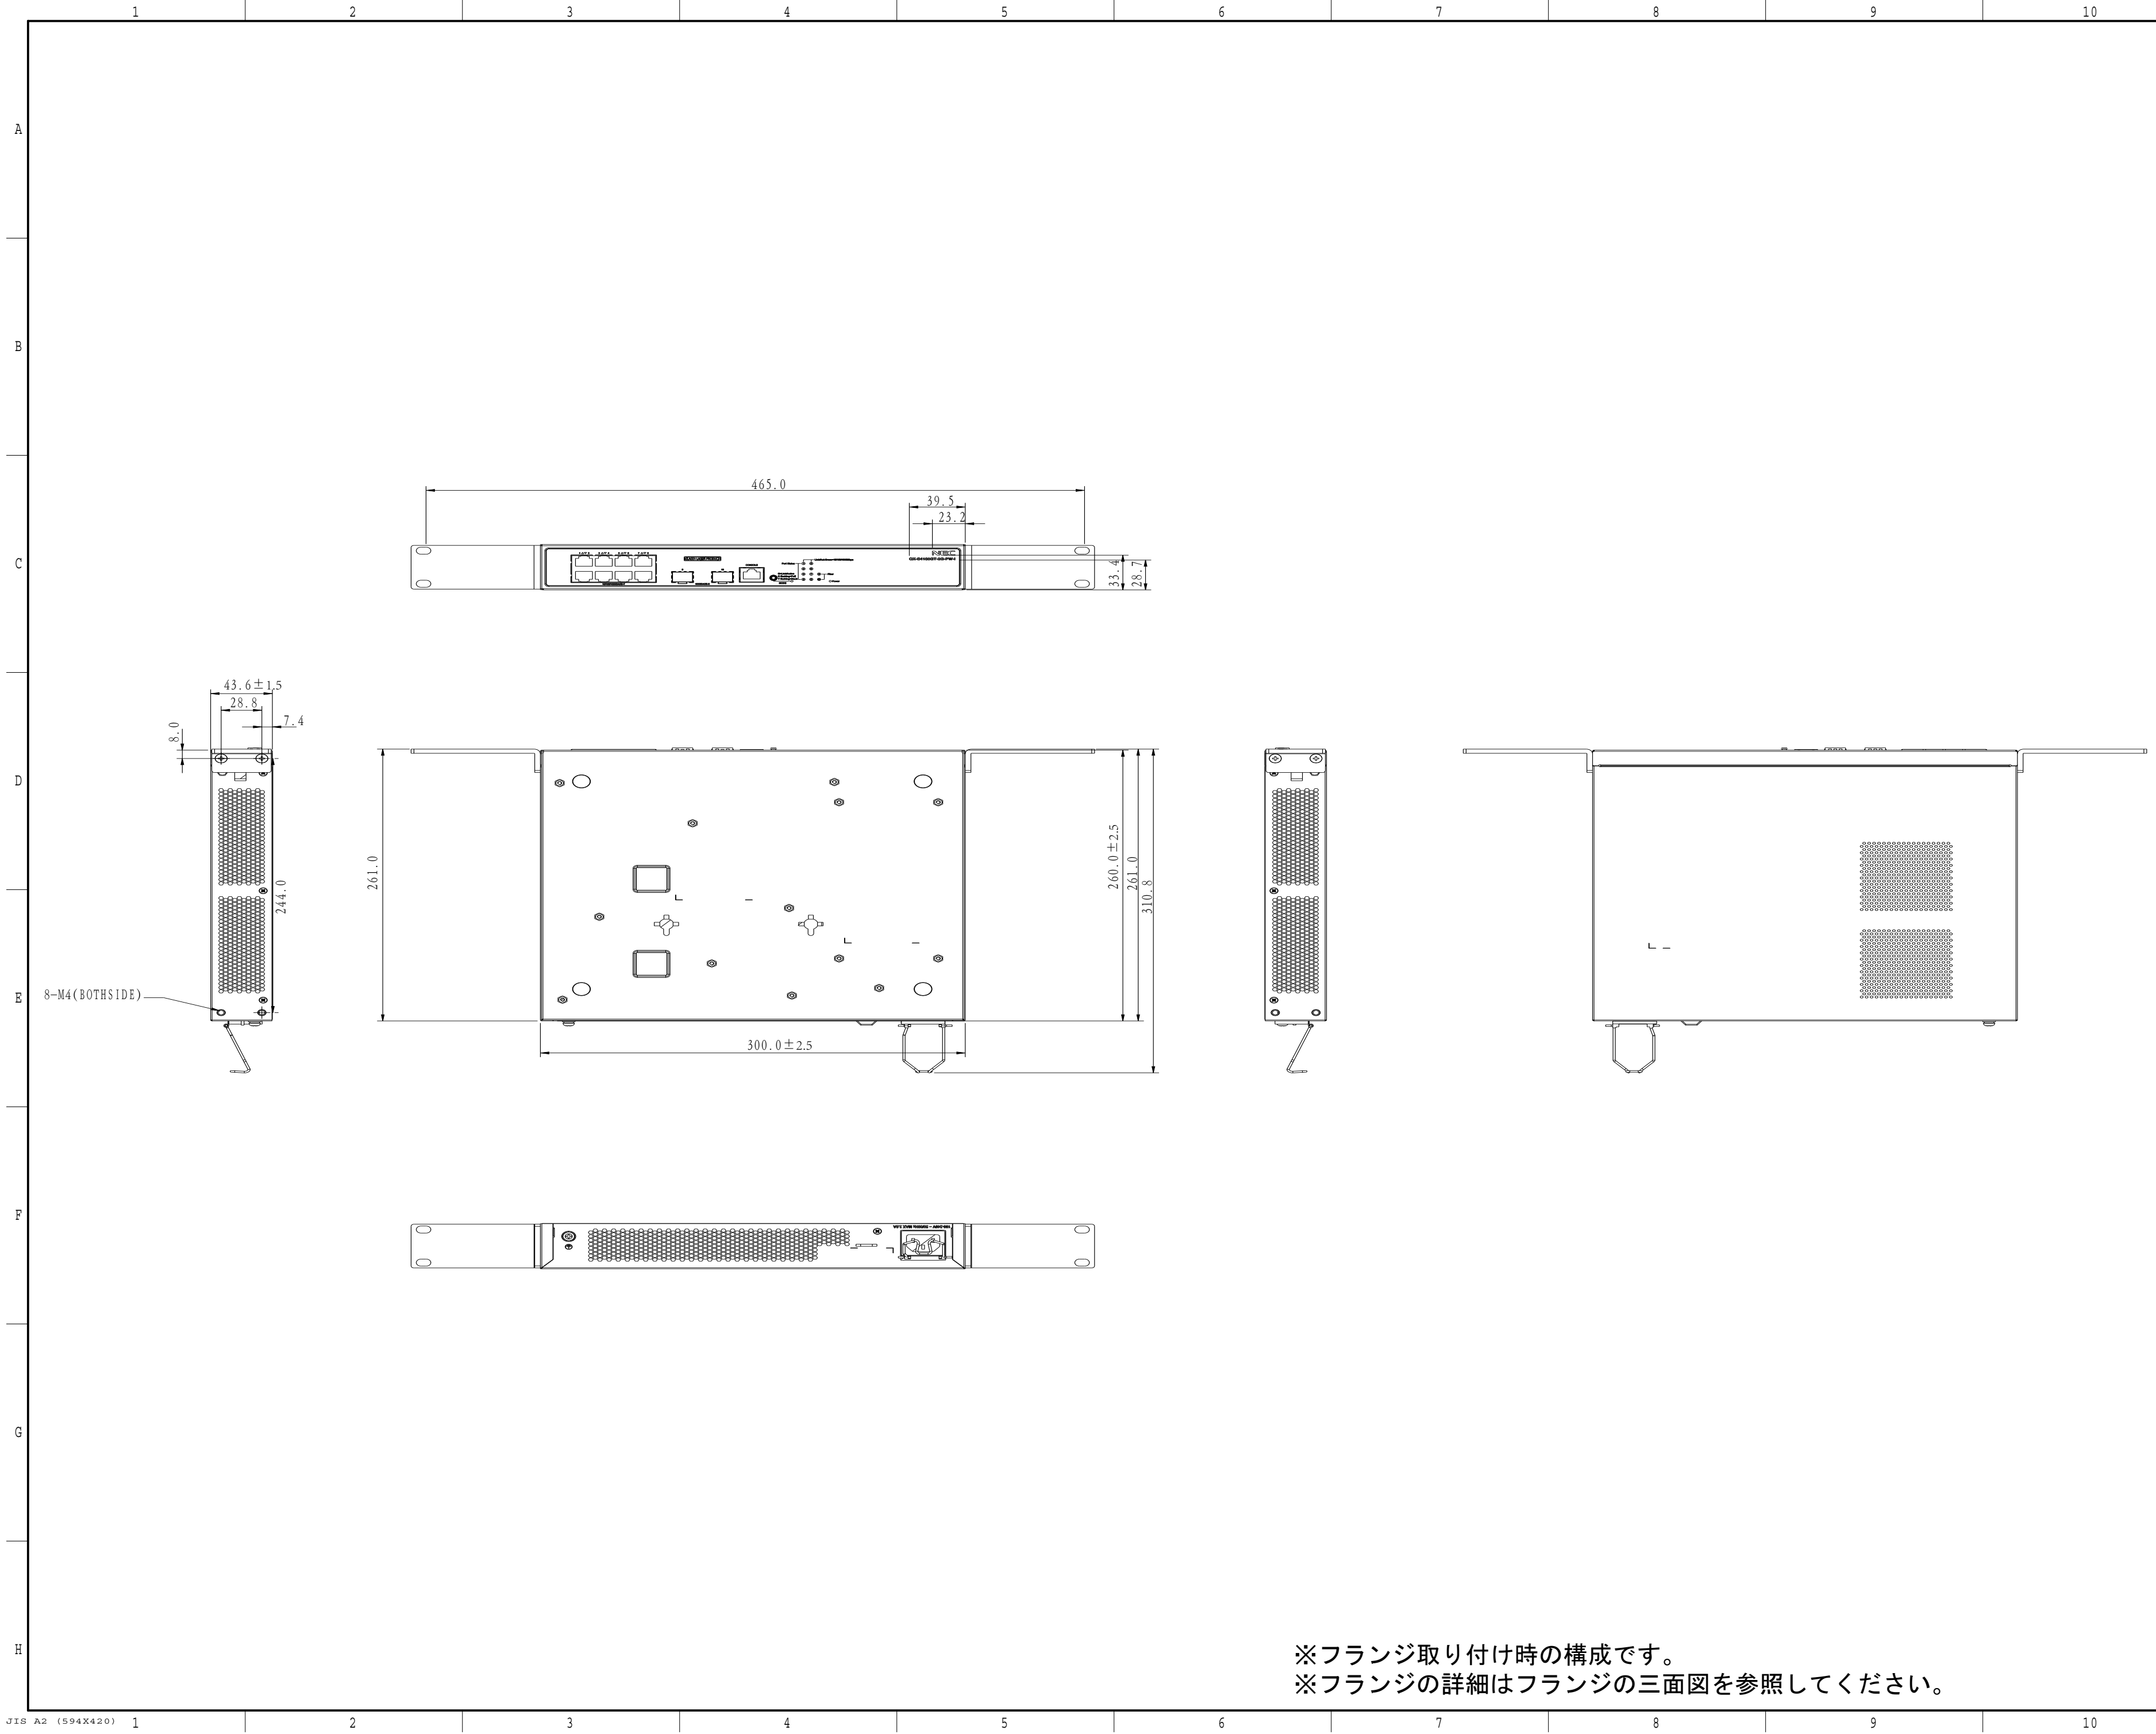 1 2 3 4 5 6 7 8 9 10
A
B
465.0
39.5
23.2
C
NEC
CONSOLE
33.4
28.7
43.6±1.5
28.8
7.4
8.0
D
261.0
260.0±2.5
261.0
310.8
244.0
8-M4(BOTHSIDE)
E
300.0±2.5
F
G
H
※フランジ取り付け時の構成です。
※フランジの詳細はフランジの三面図を参照してください。
JIS A2 (594X420) 1 2 3 4 5 6 7 8 9 10